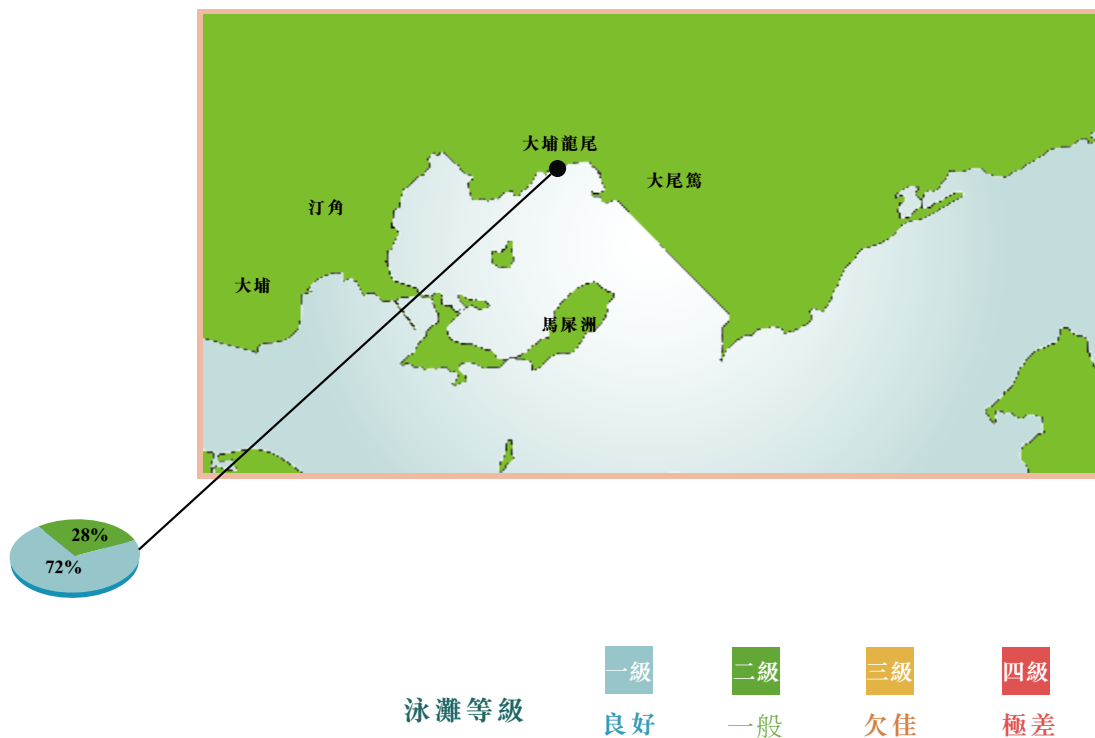 大埔龍尾
大尾篤
汀角
大埔
馬屎洲
28%
72%
一級
二級
三級
四級
泳灘等級
良好
一般
欠佳
極差